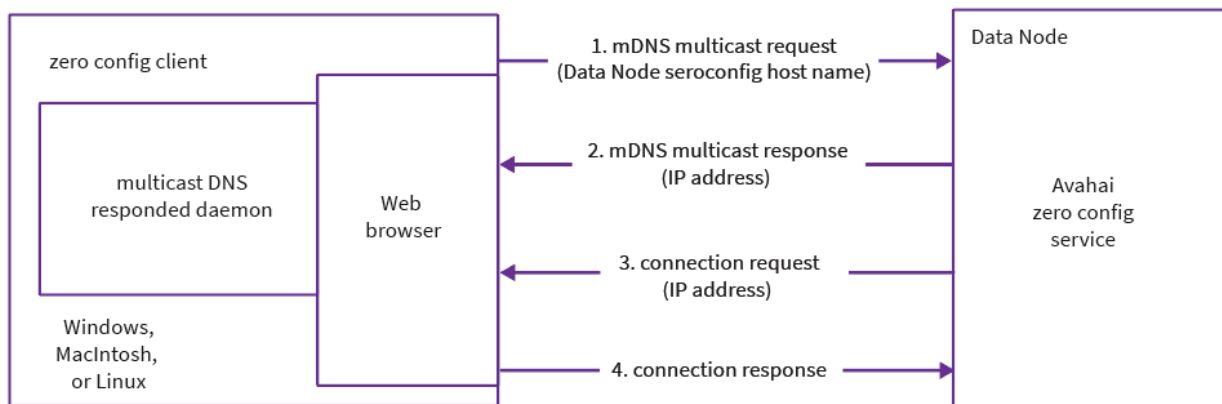 zero config client
multicast DNS
responded daemon
Web
browser
Windows,
MacIntosh,
or Linux
1. mDNS multicast request
(Data Node seroconfig host name)
2. mDNS multicast response
(IP address)
3. connection request
(IP address)
4. connection response
Data Node
Avahai
zero config
service